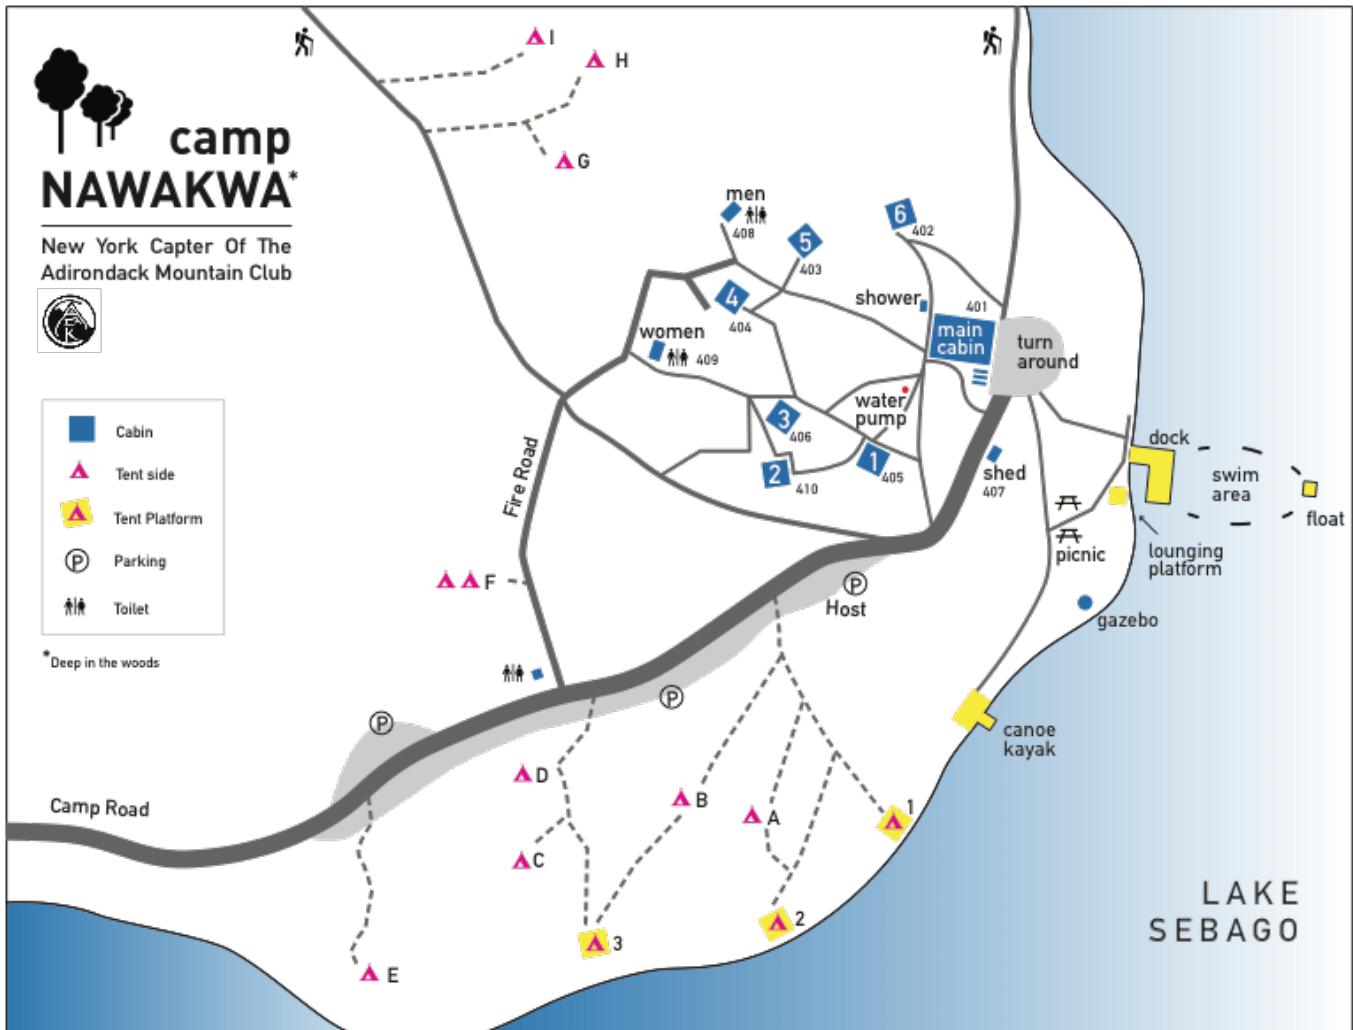 camp
NAWAKWA*
New York Capter Of The
Adirondack Mountain Club
Cabin
Tent side
Tent Platform
P Parking
Toilet
*Deep in the woods
I
H
G
men
408
5
403
6
402
4
404
shower
401
main
cabin
turn
around
women
409
water
pump
3
406
2
410
1
405
shed
407
dock
swim
area
float
lounging
platform
picnic
gazebo
canoe
kayak
Fire Road
F
P
Host
P
P
Camp Road
D
B
A
1
C
2
3
E
LAKE
SEBAGO